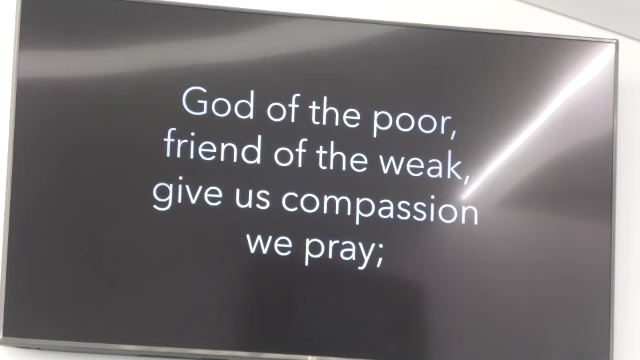 God of the poor,
friend of the weak,
give us compassion
we pray;